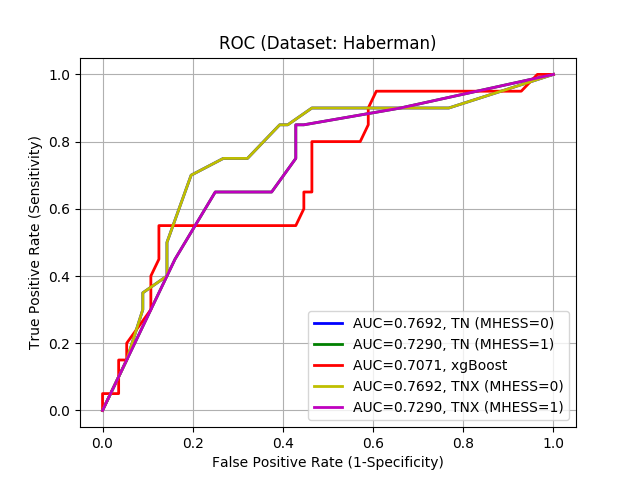 ROC (Dataset: Haberman)
1.0
0.8
0.6
0.4
0.2
0.0
True Positive Rate (Sensitivity)
AUC=0.7692, TN (MHESS=0)
AUC=0.7290, TN (MHESS=1)
AUC=0.7071, xgBoost
AUC=0.7692, TNX (MHESS=0)
AUC=0.7290, TNX (MHESS=1)
0.0 0.2 0.4 0.6 0.8 1.0
False Positive Rate (1-Specificity)